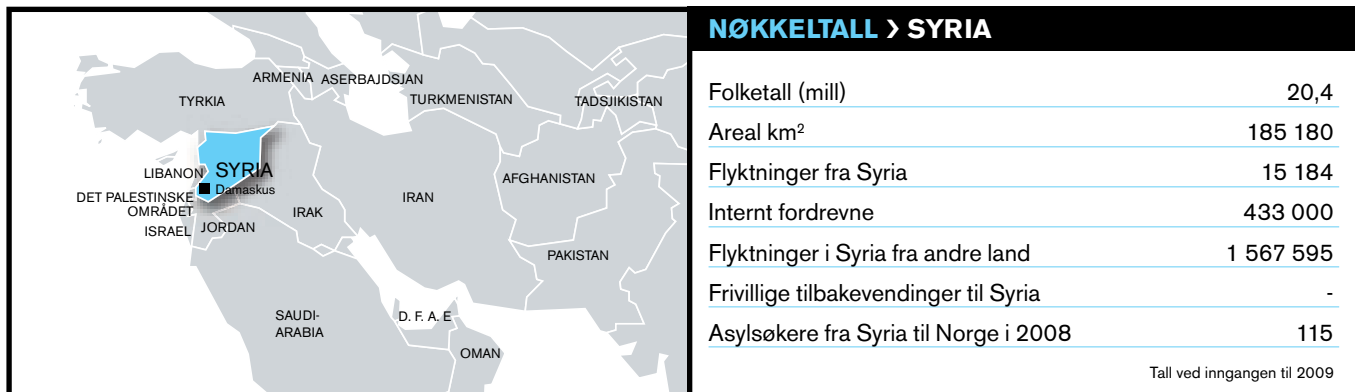 ARMENIA ASERBAJDSJAN
TYRKIA
TURKMENISTAN
TADSJIKISTAN
LIBANON
SYRIA
Damaskus
DET PALESTINSKE
OMRÅDET
ISRAEL
JORDAN
IRAK
IRAN
AFGHANISTAN
PAKISTAN
SAUDI-
ARABIA
D. F. A. E
OMAN
NØKKELTALL › SYRIA
Folketall (mill) 20,4
Areal km² 185 180
Flyktninger fra Syria 15 184
Internt fordrevne 433 000
Flyktninger i Syria fra andre land 1 567 595
Frivillige tilbakevendinger til Syria -
Asylsøkere fra Syria til Norge i 2008 115
Tall ved inngangen til 2009